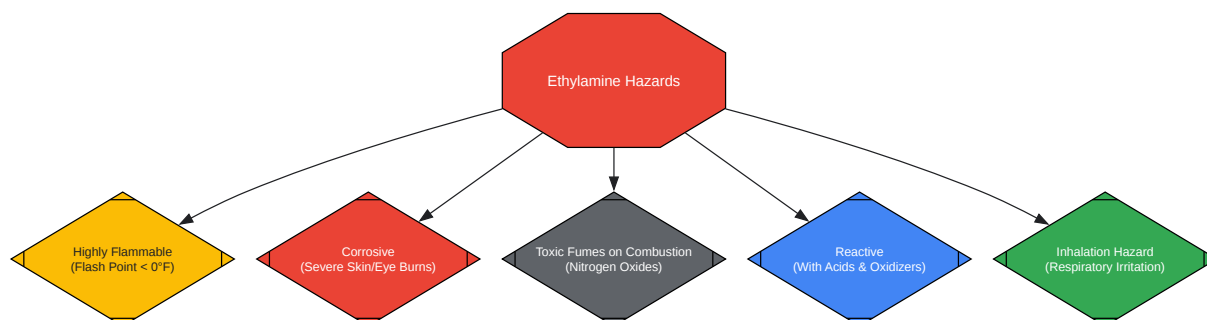 Ethylamine Hazards
Highly Flammable
(Flash Point < 0°F)
Corrosive
(Severe Skin/Eye Burns)
Toxic Fumes on Combustion
(Nitrogen Oxides)
Reactive
(With Acids & Oxidizers)
Inhalation Hazard
(Respiratory Irritation)